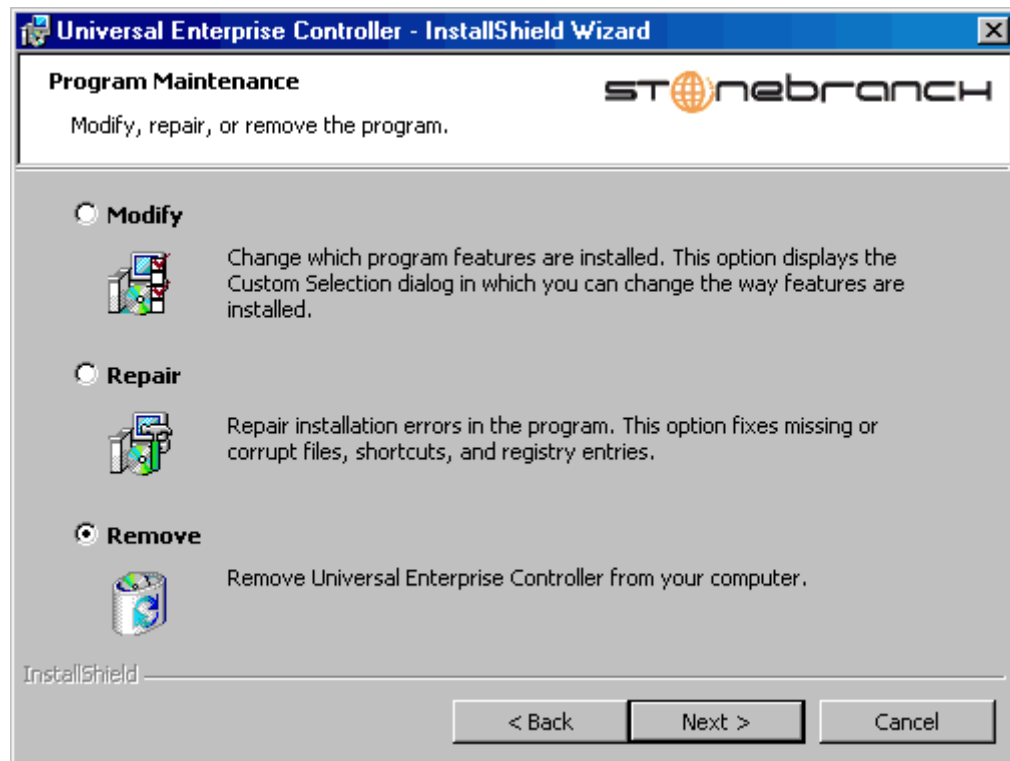 Universal Enterprise Controller - InstallShield Wizard
Program Maintenance
Modify, repair, or remove the program.
STONEBRANCH
Modify
Change which program features are installed. This option displays the
Custom Selection dialog in which you can change the way features are
installed.
Repair
Repair installation errors in the program. This option fixes missing or
corrupt files, shortcuts, and registry entries.
Remove
Remove Universal Enterprise Controller from your computer.
InstallShield
< Back
Next >
Cancel